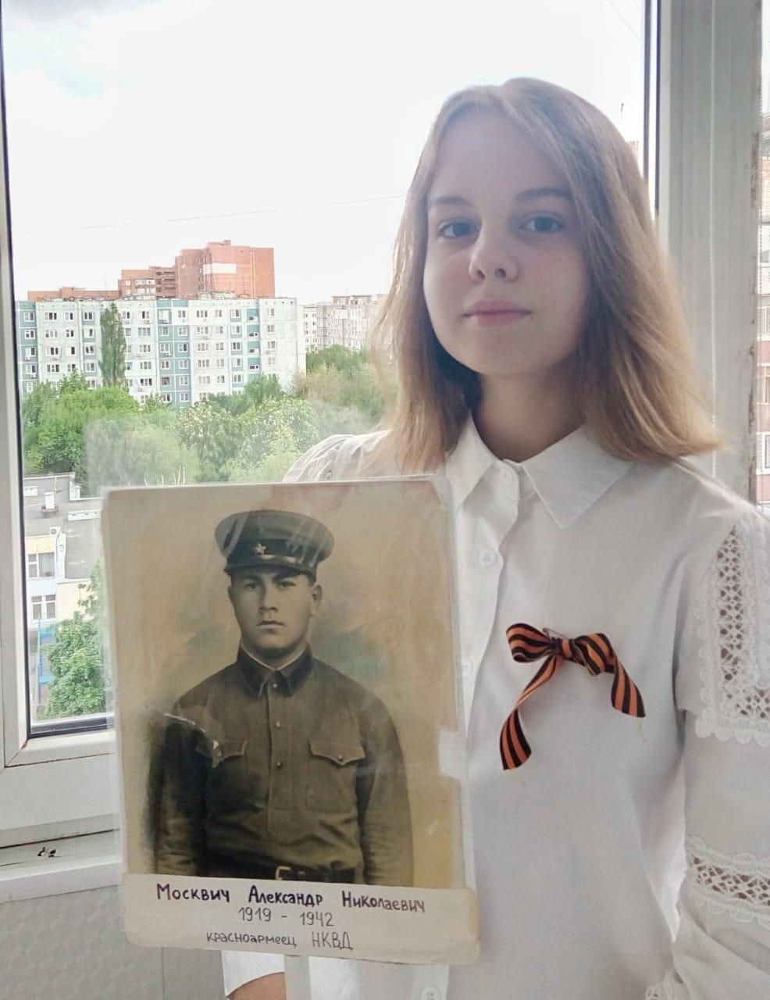 Москвич Александр Николаевич
1919 - 1942
красноармеец НКВД